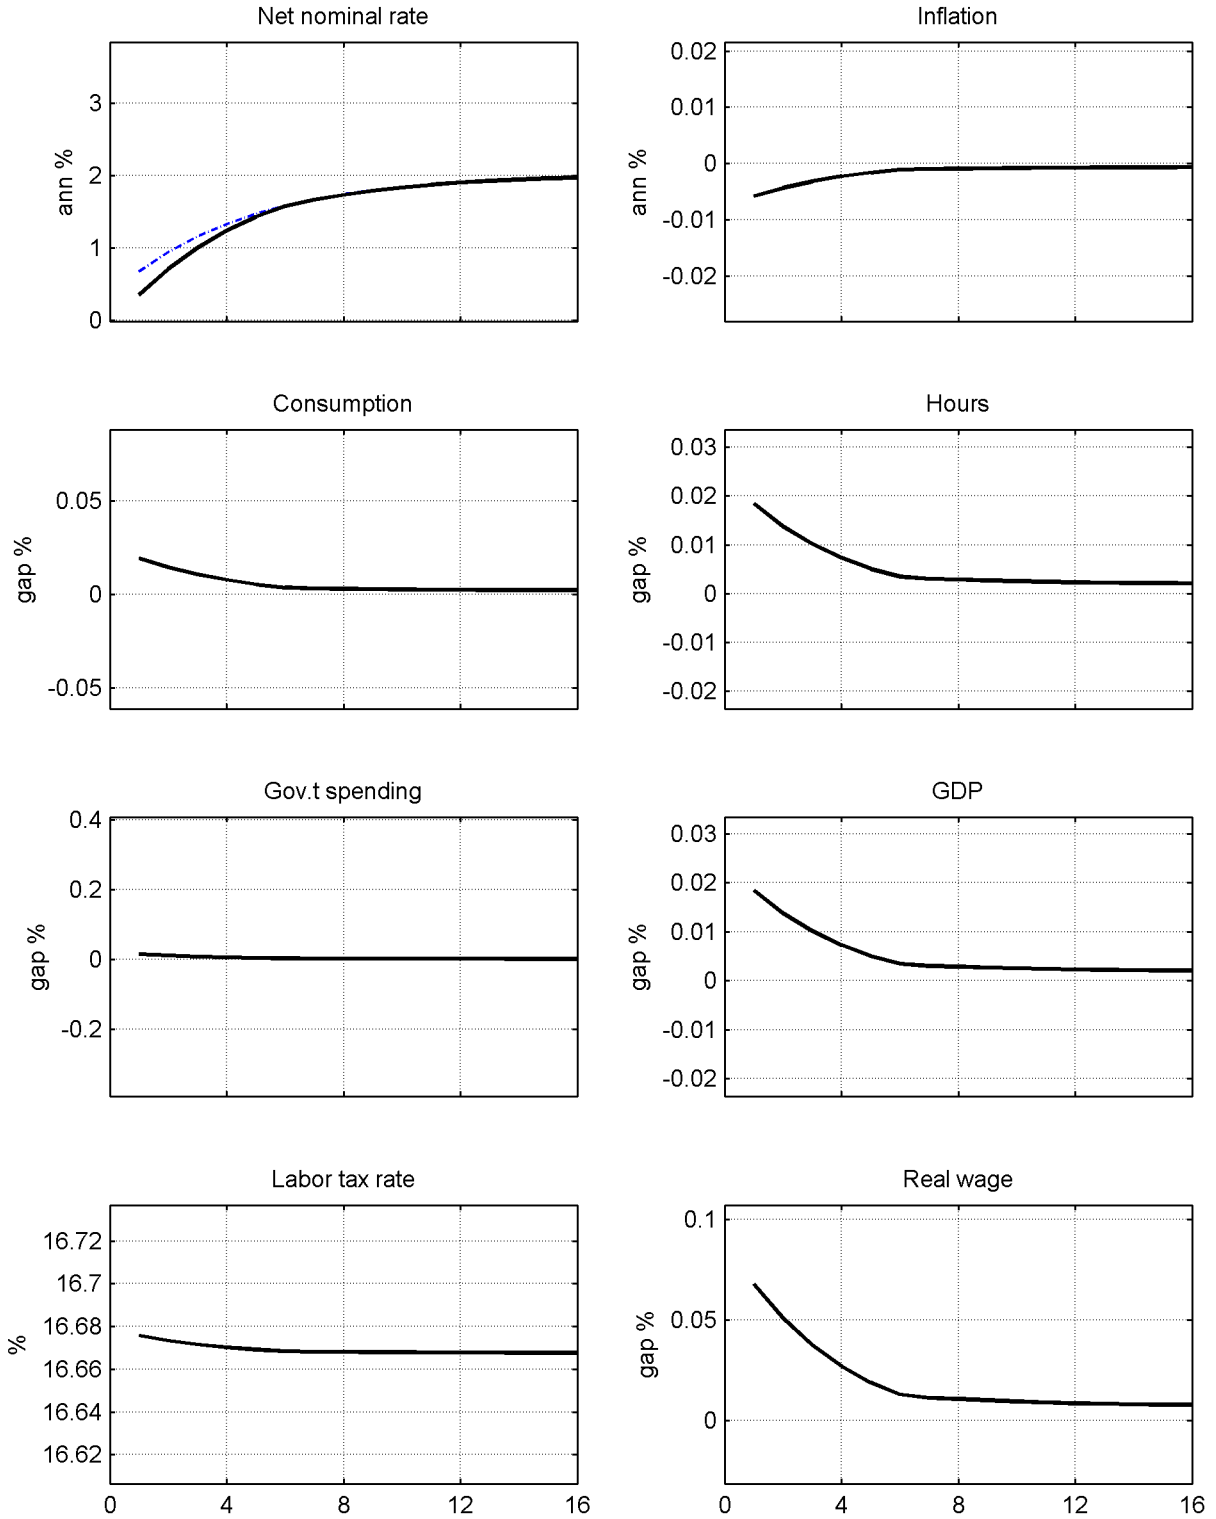 Net nominal rate
ann %
3
2
1
0
Inflation
ann %
0.02
0.01
0
-0.01
-0.02
Consumption
gap %
0.05
0
-0.05
Hours
gap %
0.03
0.02
0.01
0
-0.01
-0.02
Gov.t spending
gap %
0.4
0.2
0
-0.2
GDP
gap %
0.03
0.02
0.01
0
-0.01
-0.02
Labor tax rate
%
16.72
16.7
16.68
16.66
16.64
16.62
0 4 8 12 16
Real wage
gap %
0.1
0.05
0
0 4 8 12 16